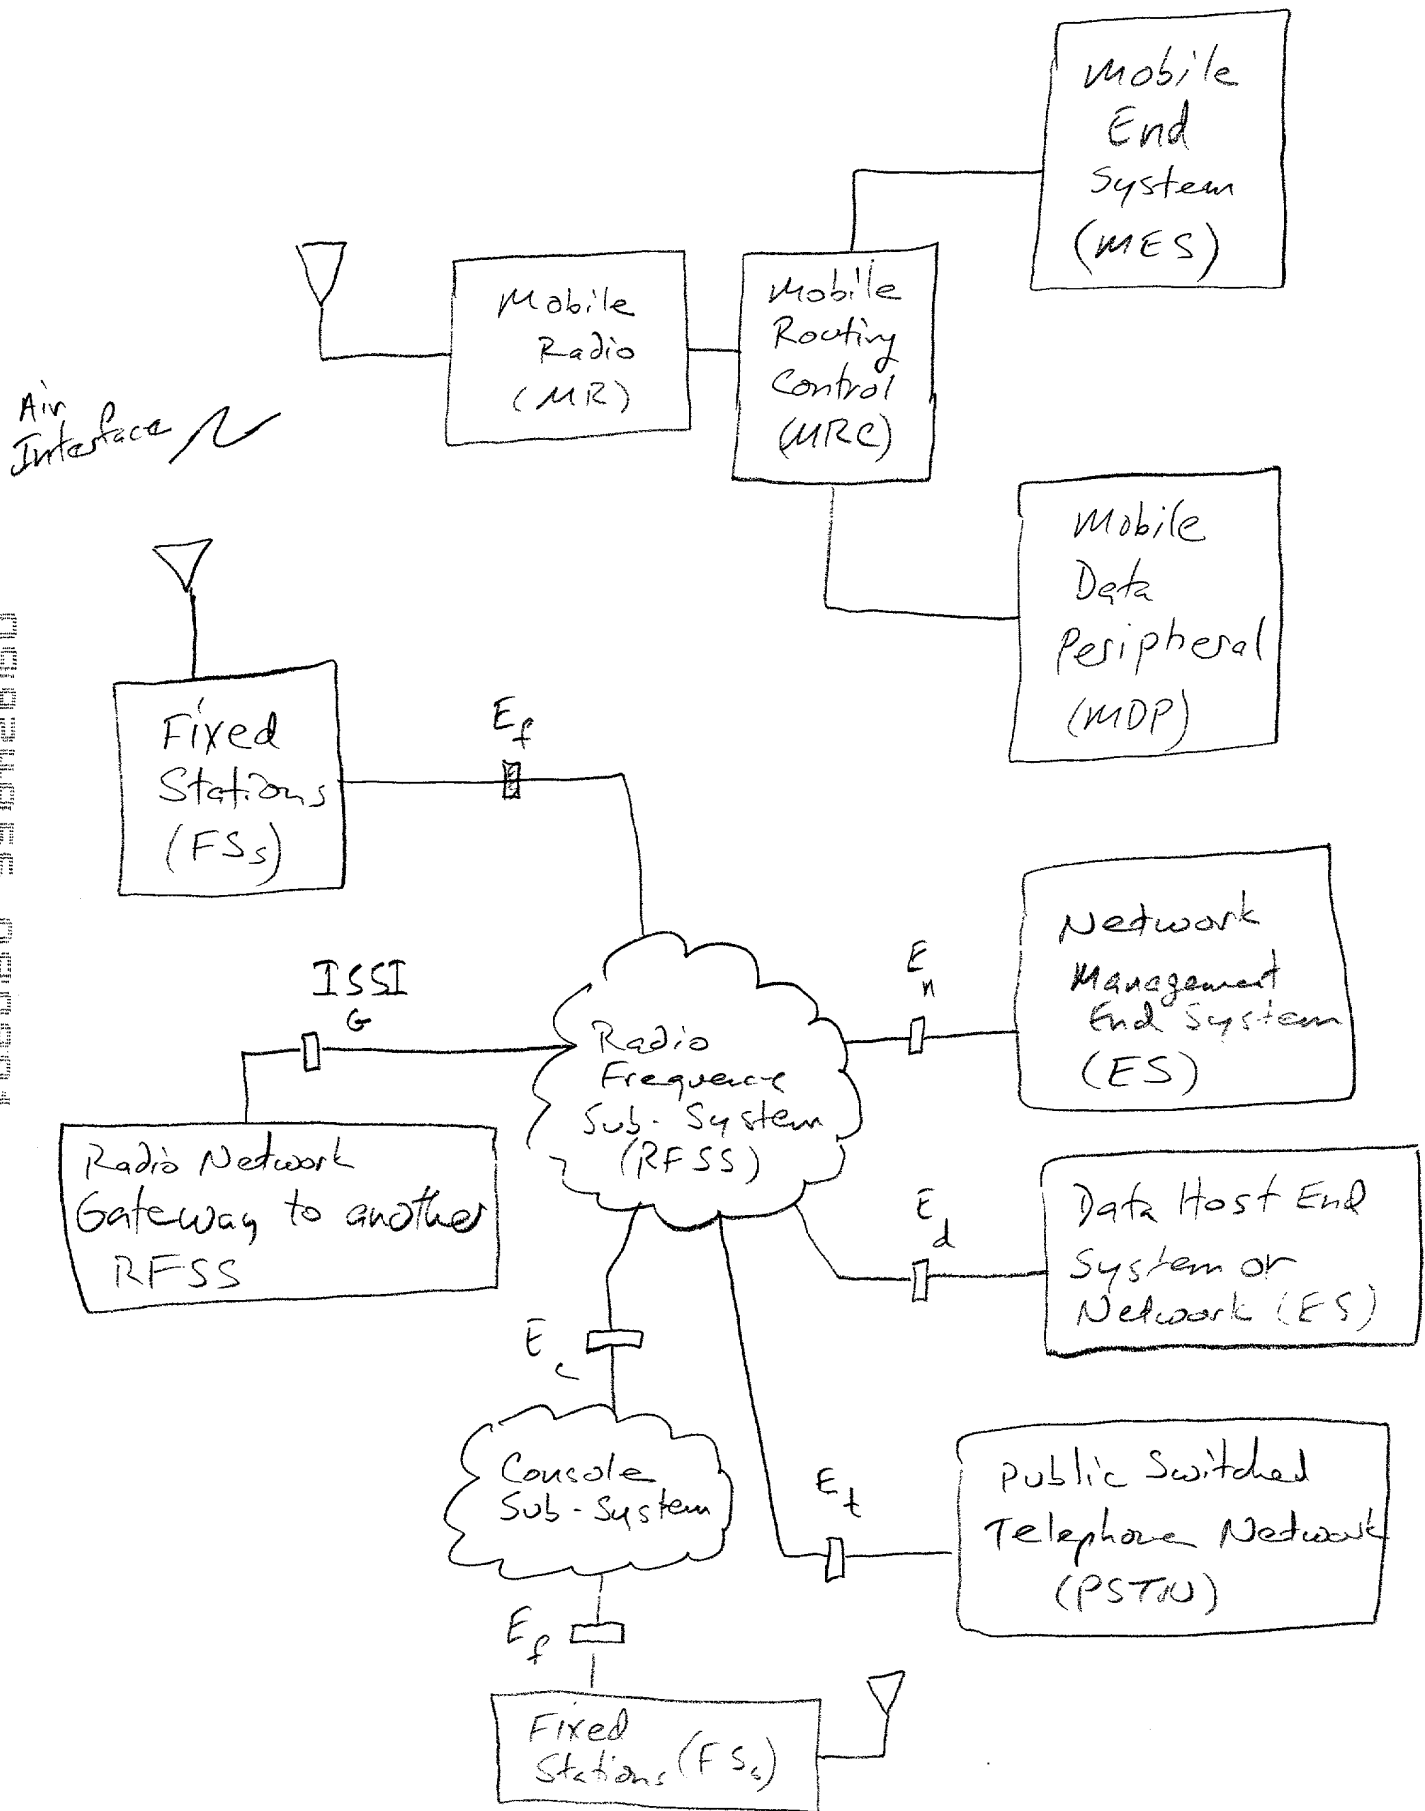 Mobile
End
System
(MES)
Mobile
Radio
(MR)
Mobile
Routing
Control
(MRC)
Air
Interface
Mobile
Data
Peripheral
(MDP)
Fixed
Stations
(FSs)
Ef
Network
Management
End System
(ES)
En
ISSI
G
Radio
Frequence
Sub-System
(RFSS)
Radio Network
Gateway to another
RFSS
Data Host End
System or
Network (ES)
Ed
Ec
Console
Sub-System
Et
Public Switched
Telephone Network
(PSTN)
Ef
Fixed
Stations (FSs)